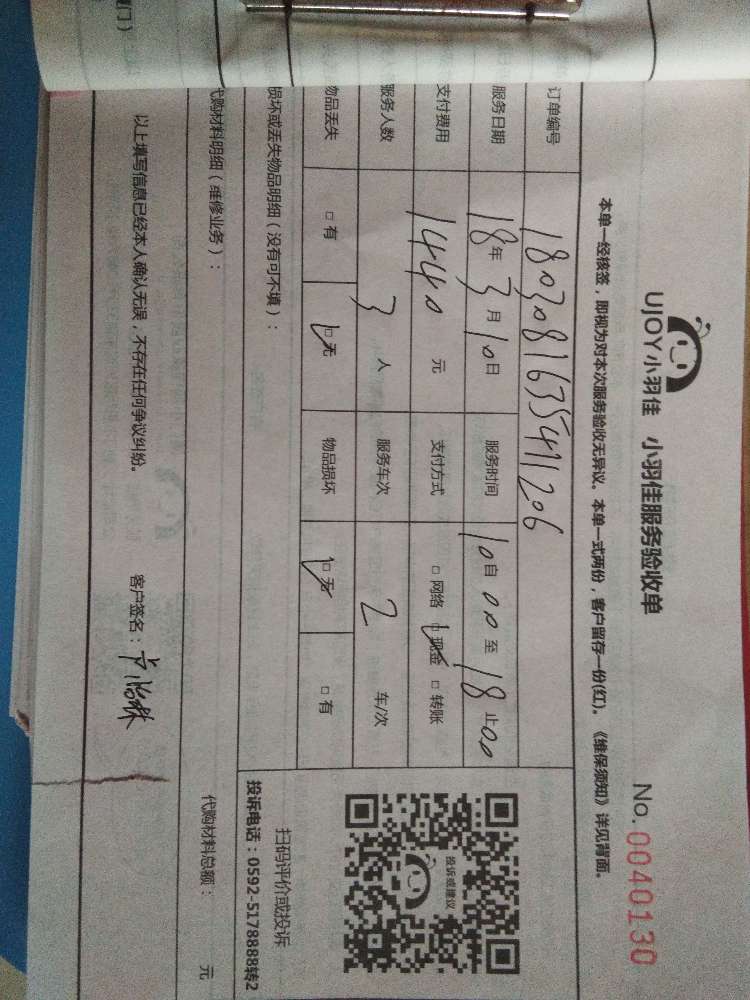 门）
UJOY小羽佳 小羽佳服务验收单 No. 0040130
本单一经核签，即视为对本次服务验收无异议。本单一式两份，客户留存一份(红)。《维保须知》详见背面。
订单编号 18030816354711206
服务日期 18年3月10日 服务时间 10自00至18止00
支付费用 1440元 支付方式 □网络 □现金 □转账
服务人数 3人 服务车次 2车/次
物品丢失 □有 □无 物品损坏 □无 □有
损坏或丢失物品明细（没有可不填）：
投诉或建议
扫码评价或投诉
投诉电话：0592-5178888转2
代购材料明细（维修业务）： 代购材料总额： 元
以上填写信息已经本人确认无误，不存在任何争议纠纷。 客户签名：